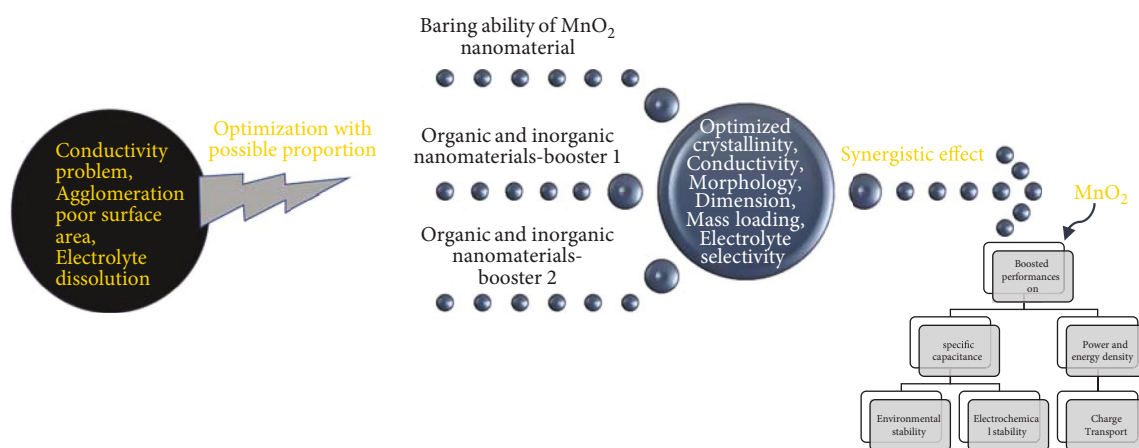 Conductivity
problem,
Agglomeration
poor surface
area,
Electrolyte
dissolution
Optimization with
possible proportion
Baring ability of MnO₂
nanomaterial
Organic and inorganic
nanomaterials-booster 1
Organic and inorganic
nanomaterials-
booster 2
Optimized
crystallinity,
Conductivity,
Morphology,
Dimension,
Mass loading,
Electrolyte
selectivity
Synergistic effect
MnO₂
Boosted
performances
on
specific
capacitance
Power and
energy density
Environmental
stability
Electrochemica
l stability
Charge
Transport